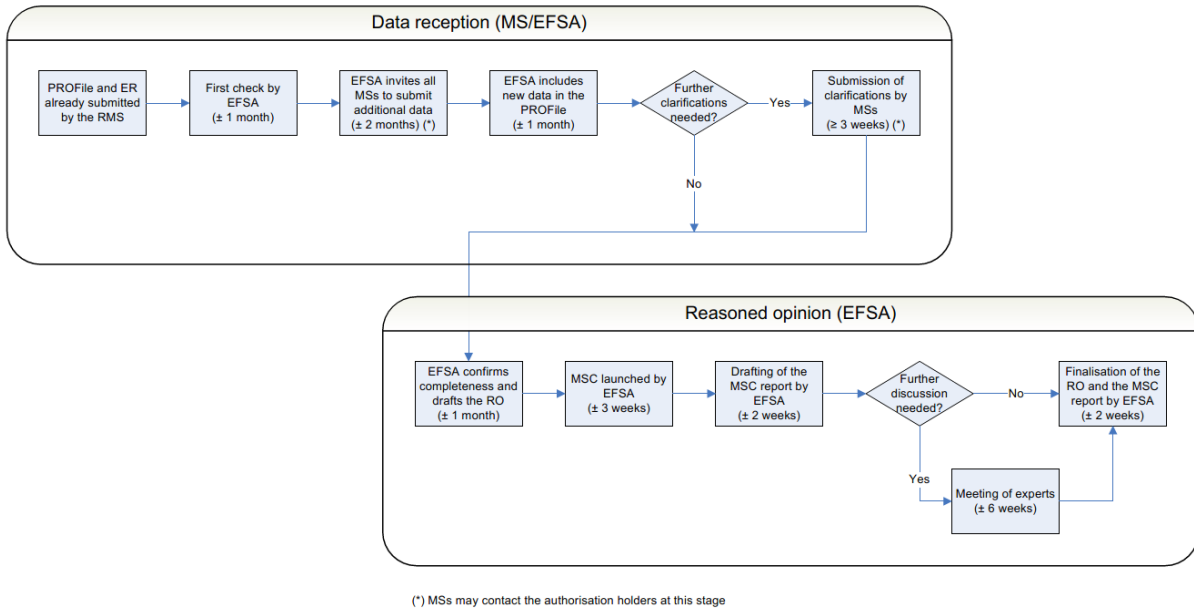 Data reception (MS/EFSA)
PROFile and ER
already submitted
by the RMS
First check by
EFSA
(± 1 month)
EFSA invites all
MSs to submit
additional data
(± 2 months) (*)
EFSA includes
new data in the
PROFile
(± 1 month)
Further
clarifications
needed?
Yes
Submission of
clarifications by
MSs
(≥ 3 weeks) (*)
No
Reasoned opinion (EFSA)
EFSA confirms
completeness and
drafts the RO
(± 1 month)
MSC launched by
EFSA
(± 3 weeks)
Drafting of the
MSC report by
EFSA
(± 2 weeks)
Further
discussion
needed?
No
Finalisation of the
RO and the MSC
report by EFSA
(± 2 weeks)
Yes
Meeting of experts
(± 6 weeks)
(*) MSs may contact the authorisation holders at this stage